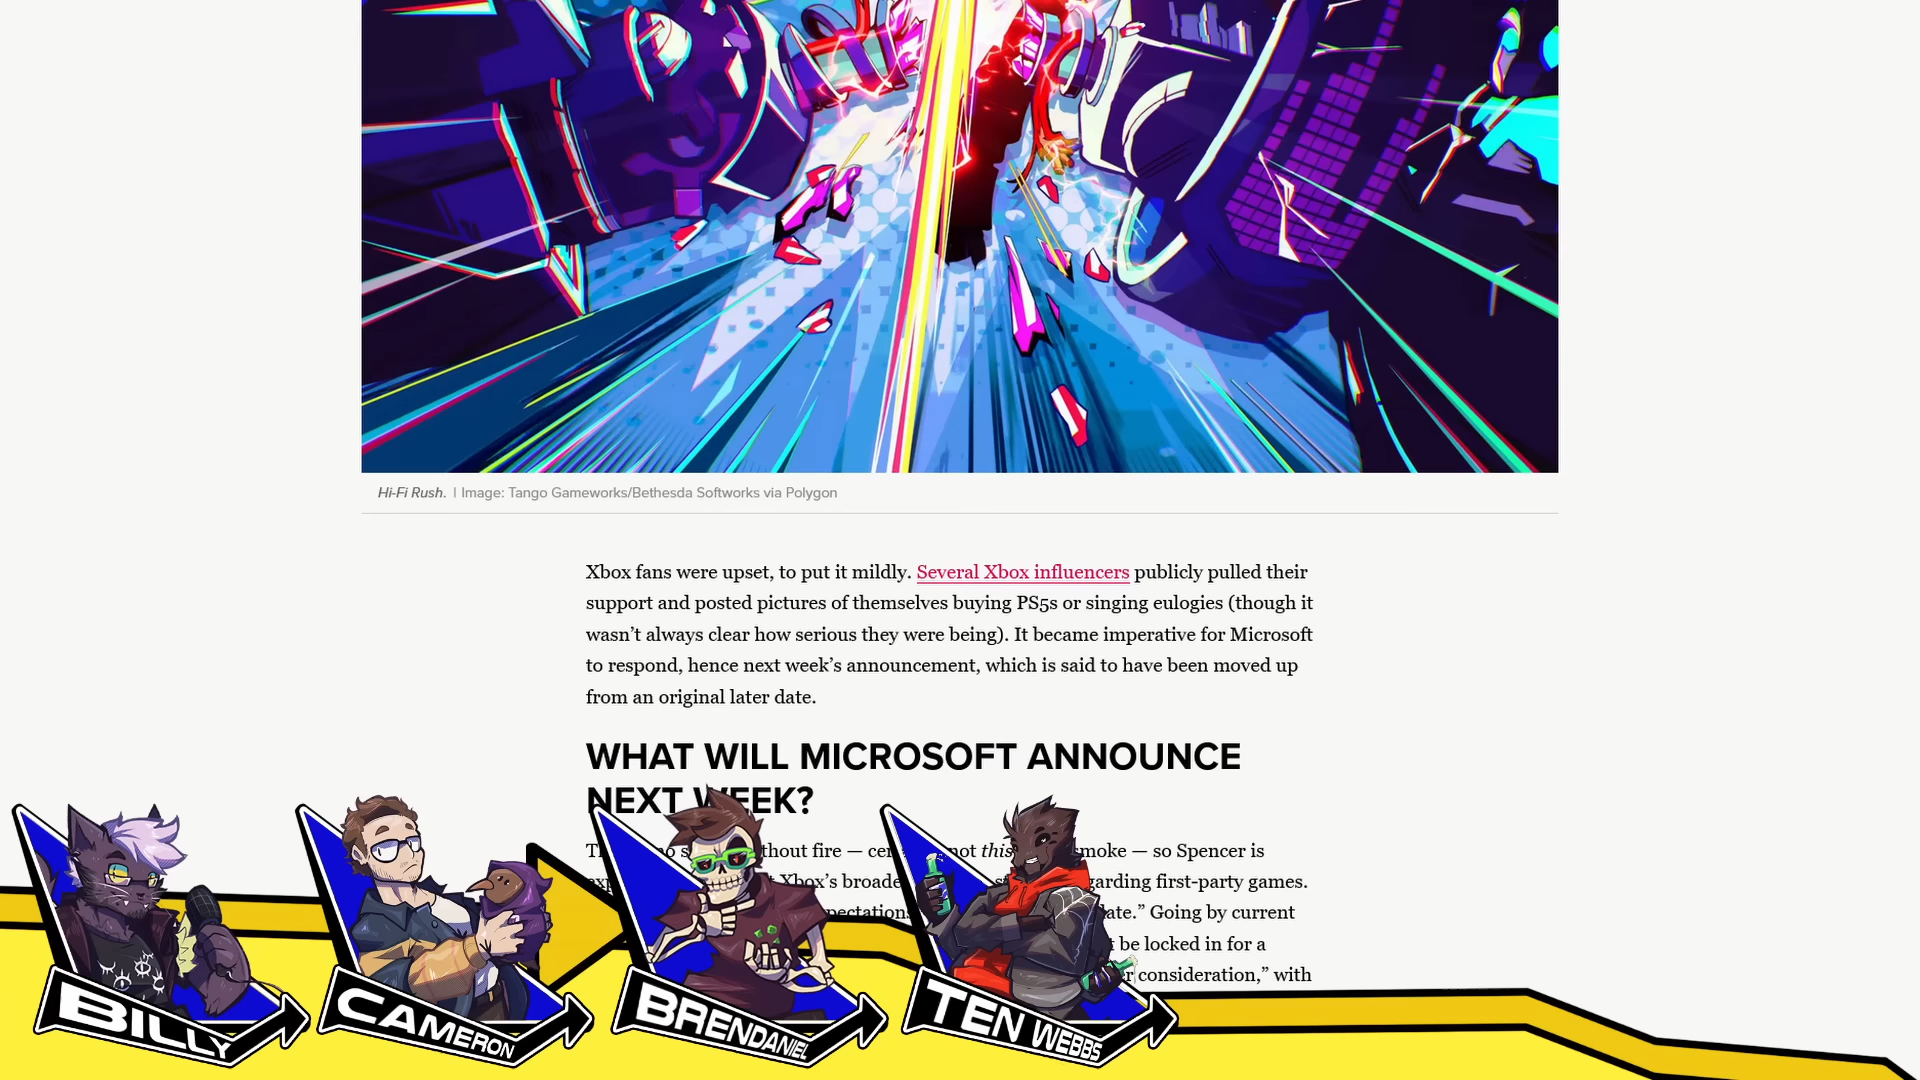 Hi-Fi Rush. | Image: Tango Gameworks/Bethesda Softworks via Polygon
Xbox fans were upset, to put it mildly. Several Xbox influencers publicly pulled their
support and posted pictures of themselves buying PS5s or singing eulogies (though it
wasn’t always clear how serious they were being). It became imperative for Microsoft
to respond, hence next week’s announcement, which is said to have been moved up
from an original later date.
WHAT WILL MICROSOFT ANNOUNCE
NEXT WEEK?
fire — not this smoke — so Spencer is
Xbox’s first-party games.
Going by current
be locked in for a
consideration,” with
BILLY
CAMERON
BRENDANIEL
TEN WEBBS